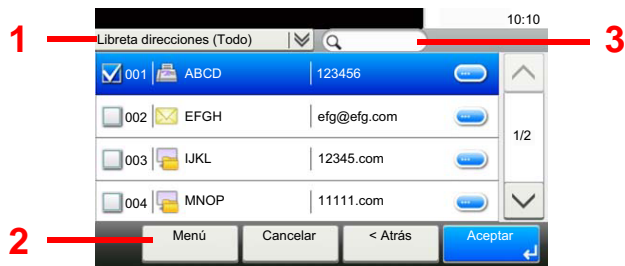 10:10
1 Libreta direcciones (Todo) 3
001 ABCD 123456 ...
002 EFGH efg@efg.com ...
1/2
003 IJKL 12345.com ...
004 MNOP 11111.com ...
2 Menú Cancelar < Atrás Aceptar